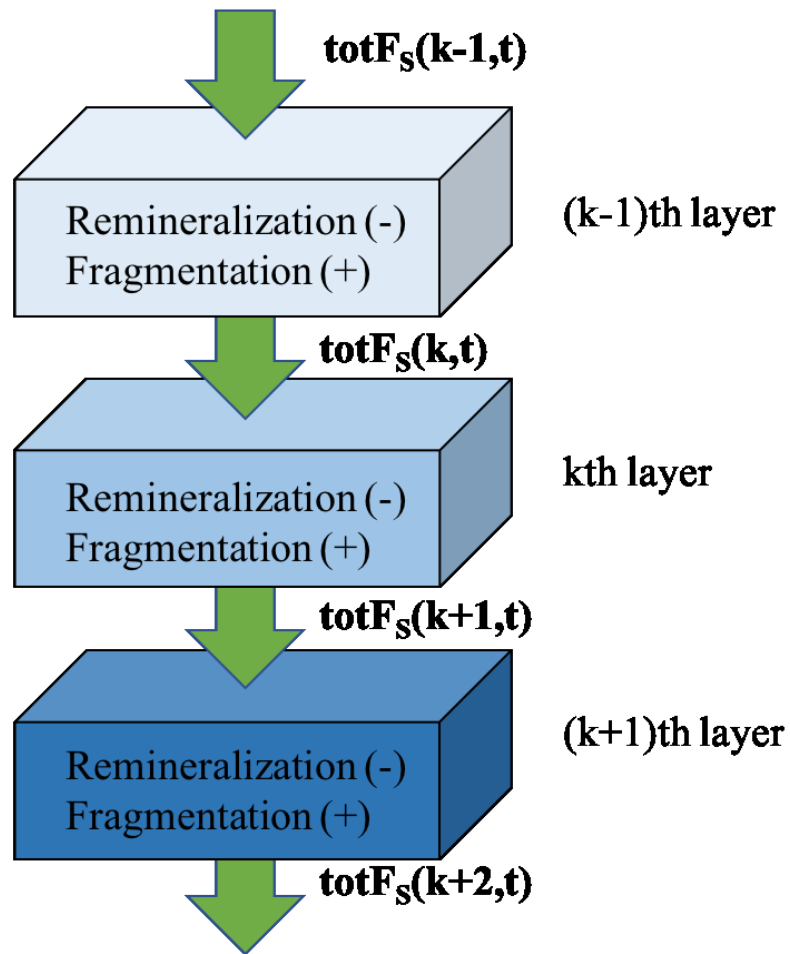 totFS(k-1,t)
(k-1)th layer
Remineralization (-)
Fragmentation (+)
totFS(k,t)
kth layer
Remineralization (-)
Fragmentation (+)
totFS(k+1,t)
(k+1)th layer
Remineralization (-)
Fragmentation (+)
totFS(k+2,t)